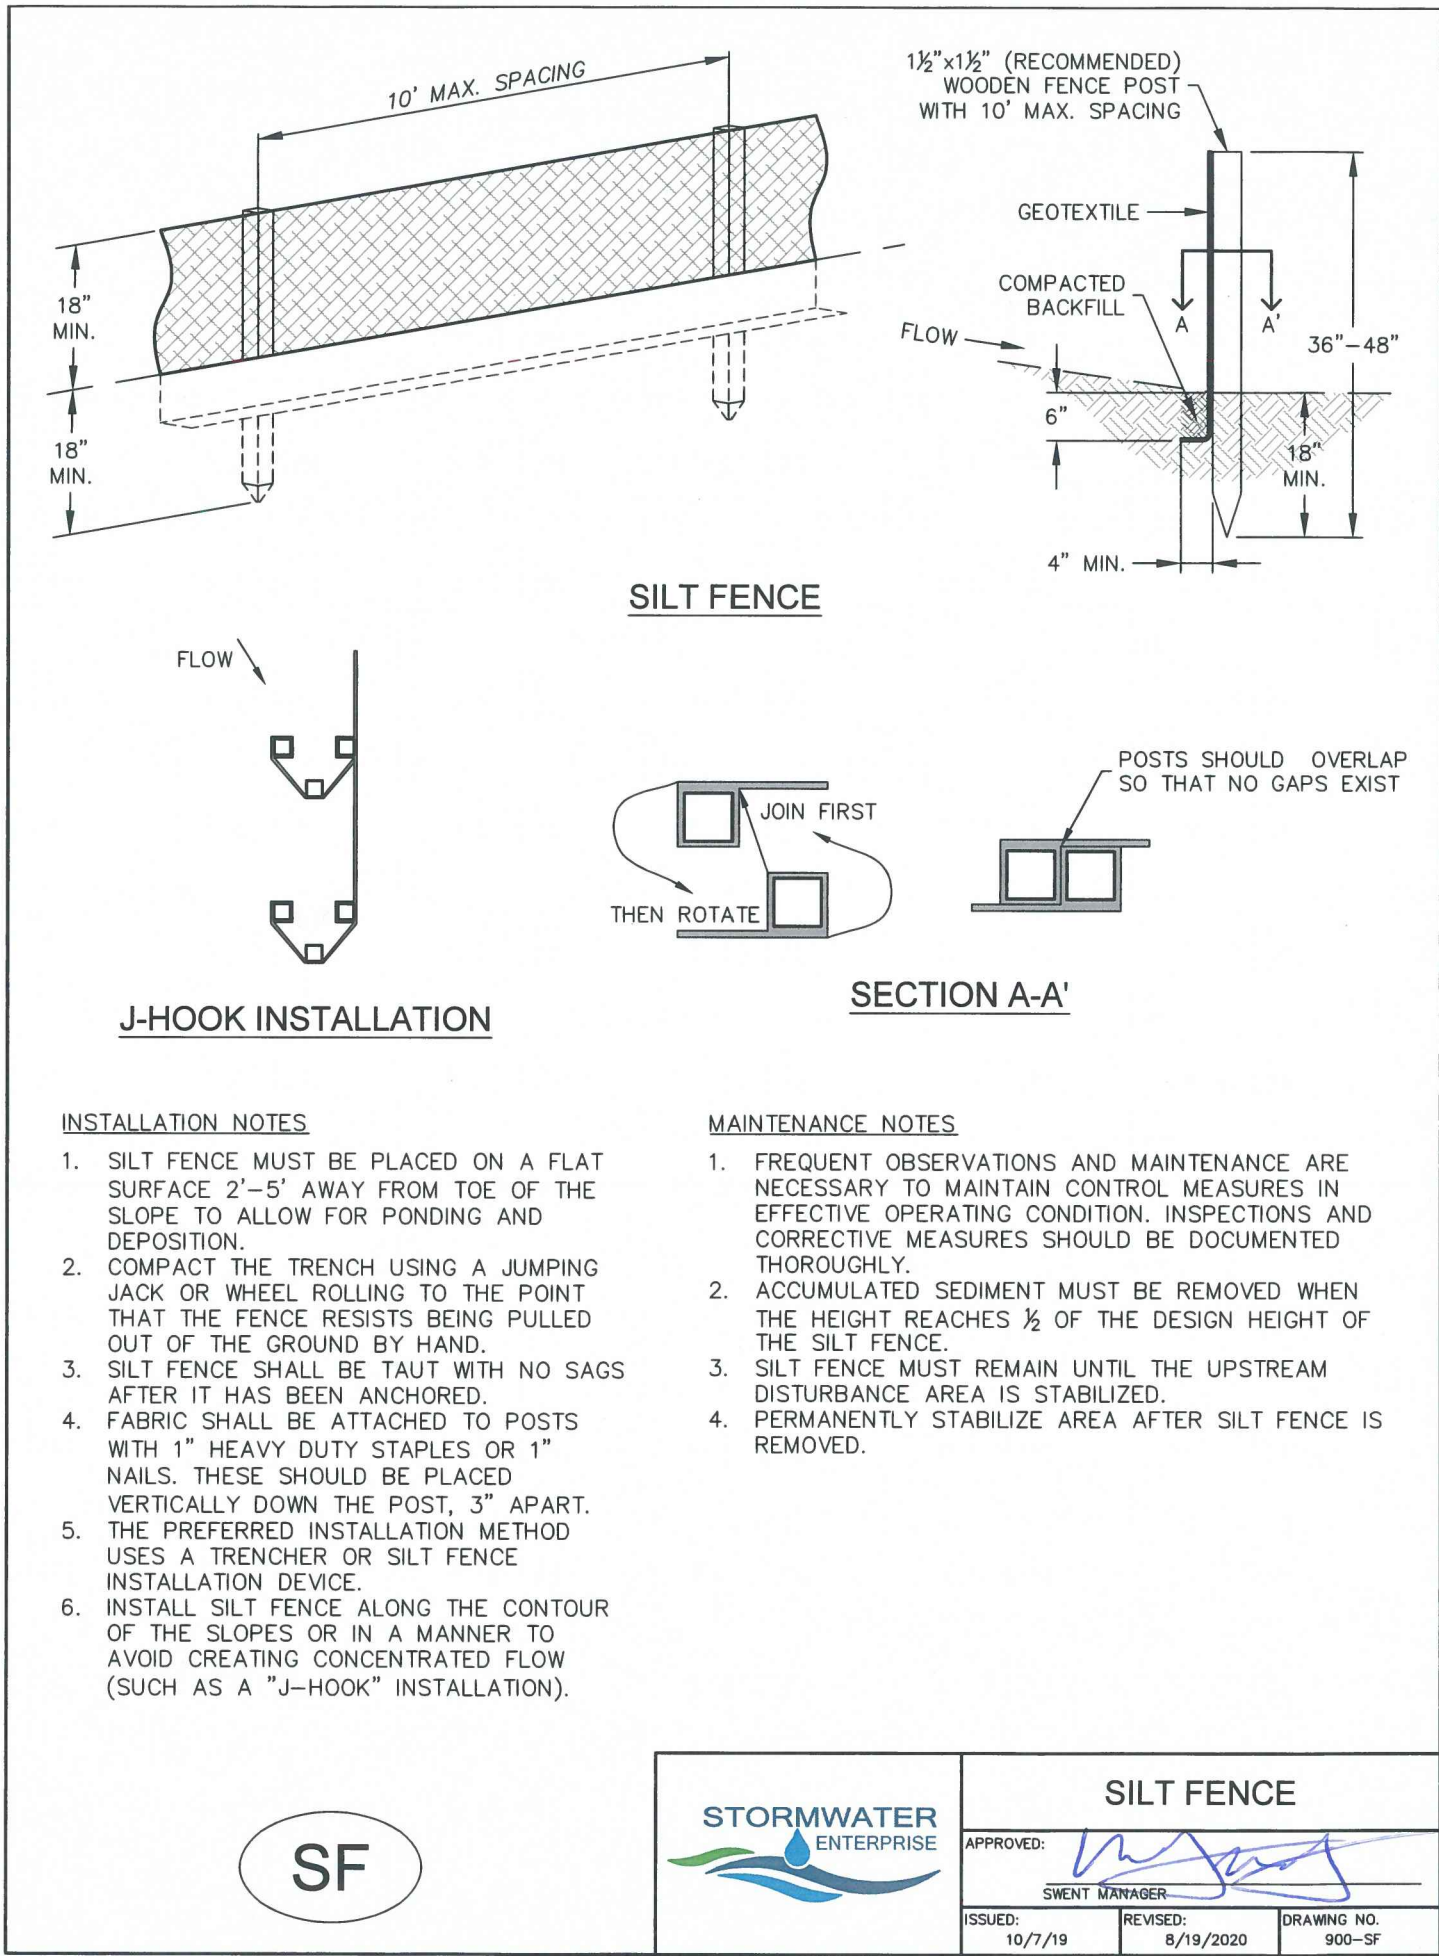 10' MAX. SPACING
18" MIN.
18" MIN.
1½"x1½" (RECOMMENDED)
WOODEN FENCE POST
WITH 10' MAX. SPACING
GEOTEXTILE
COMPACTED
BACKFILL
FLOW
A
A'
36"-48"
6"
18"
MIN.
4" MIN.
SILT FENCE
FLOW
J-HOOK INSTALLATION
JOIN FIRST
THEN ROTATE
POSTS SHOULD OVERLAP
SO THAT NO GAPS EXIST
SECTION A-A'
INSTALLATION NOTES
1. SILT FENCE MUST BE PLACED ON A FLAT
SURFACE 2'-5' AWAY FROM TOE OF THE
SLOPE TO ALLOW FOR PONDING AND
DEPOSITION.
2. COMPACT THE TRENCH USING A JUMPING
JACK OR WHEEL ROLLING TO THE POINT
THAT THE FENCE RESISTS BEING PULLED
OUT OF THE GROUND BY HAND.
3. SILT FENCE SHALL BE TAUT WITH NO SAGS
AFTER IT HAS BEEN ANCHORED.
4. FABRIC SHALL BE ATTACHED TO POSTS
WITH 1" HEAVY DUTY STAPLES OR 1"
NAILS. THESE SHOULD BE PLACED
VERTICALLY DOWN THE POST, 3" APART.
5. THE PREFERRED INSTALLATION METHOD
USES A TRENCHER OR SILT FENCE
INSTALLATION DEVICE.
6. INSTALL SILT FENCE ALONG THE CONTOUR
OF THE SLOPES OR IN A MANNER TO
AVOID CREATING CONCENTRATED FLOW
(SUCH AS A "J-HOOK" INSTALLATION).
MAINTENANCE NOTES
1. FREQUENT OBSERVATIONS AND MAINTENANCE ARE
NECESSARY TO MAINTAIN CONTROL MEASURES IN
EFFECTIVE OPERATING CONDITION. INSPECTIONS AND
CORRECTIVE MEASURES SHOULD BE DOCUMENTED
THOROUGHLY.
2. ACCUMULATED SEDIMENT MUST BE REMOVED WHEN
THE HEIGHT REACHES ½ OF THE DESIGN HEIGHT OF
THE SILT FENCE.
3. SILT FENCE MUST REMAIN UNTIL THE UPSTREAM
DISTURBANCE AREA IS STABILIZED.
4. PERMANENTLY STABILIZE AREA AFTER SILT FENCE IS
REMOVED.
SF
STORMWATER
ENTERPRISE
SILT FENCE
APPROVED:
SWENT MANAGER
ISSUED:
10/7/19
REVISED:
8/19/2020
DRAWING NO.
900-SF